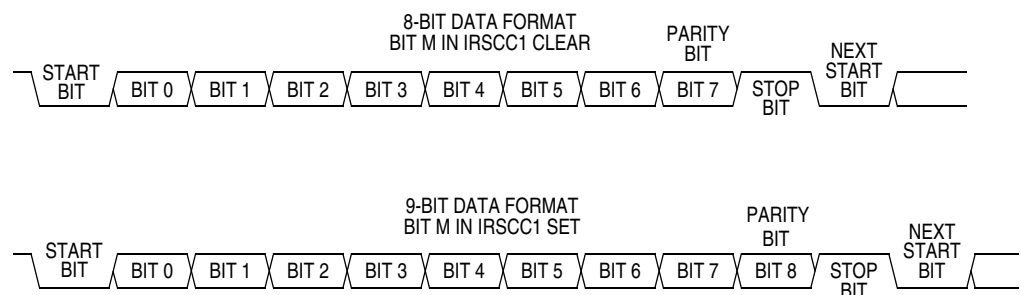 8-BIT DATA FORMAT
BIT M IN IRSCC1 CLEAR
PARITY
BIT
START
BIT
BIT 0
BIT 1
BIT 2
BIT 3
BIT 4
BIT 5
BIT 6
BIT 7
STOP
BIT
NEXT
START
BIT
9-BIT DATA FORMAT
BIT M IN IRSCC1 SET
PARITY
BIT
START
BIT
BIT 0
BIT 1
BIT 2
BIT 3
BIT 4
BIT 5
BIT 6
BIT 7
BIT 8
STOP
BIT
NEXT
START
BIT